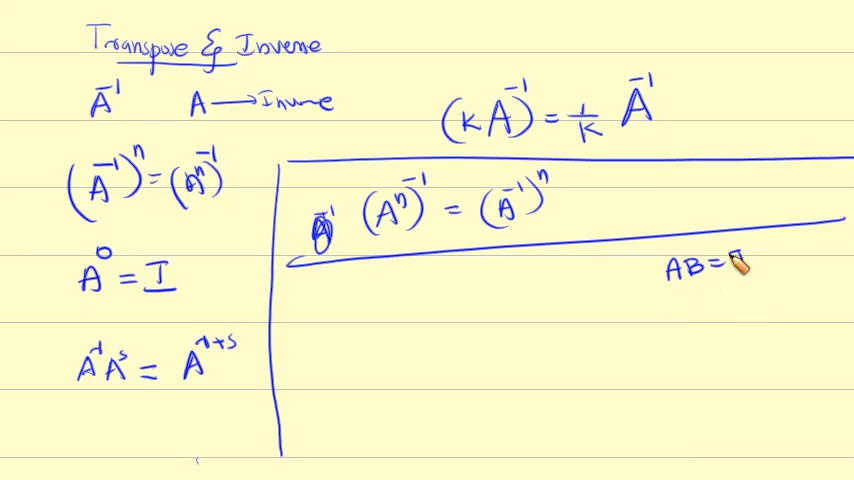 Transpose & Inverse
A⁻¹ A → Inverse
(A⁻¹)ⁿ = (Aⁿ)⁻¹
A⁰ = I
AʳAˢ = Aʳ⁺ˢ
(KA)⁻¹ = 1/K A⁻¹
(Aⁿ)⁻¹ = (A⁻¹)ⁿ
AB =